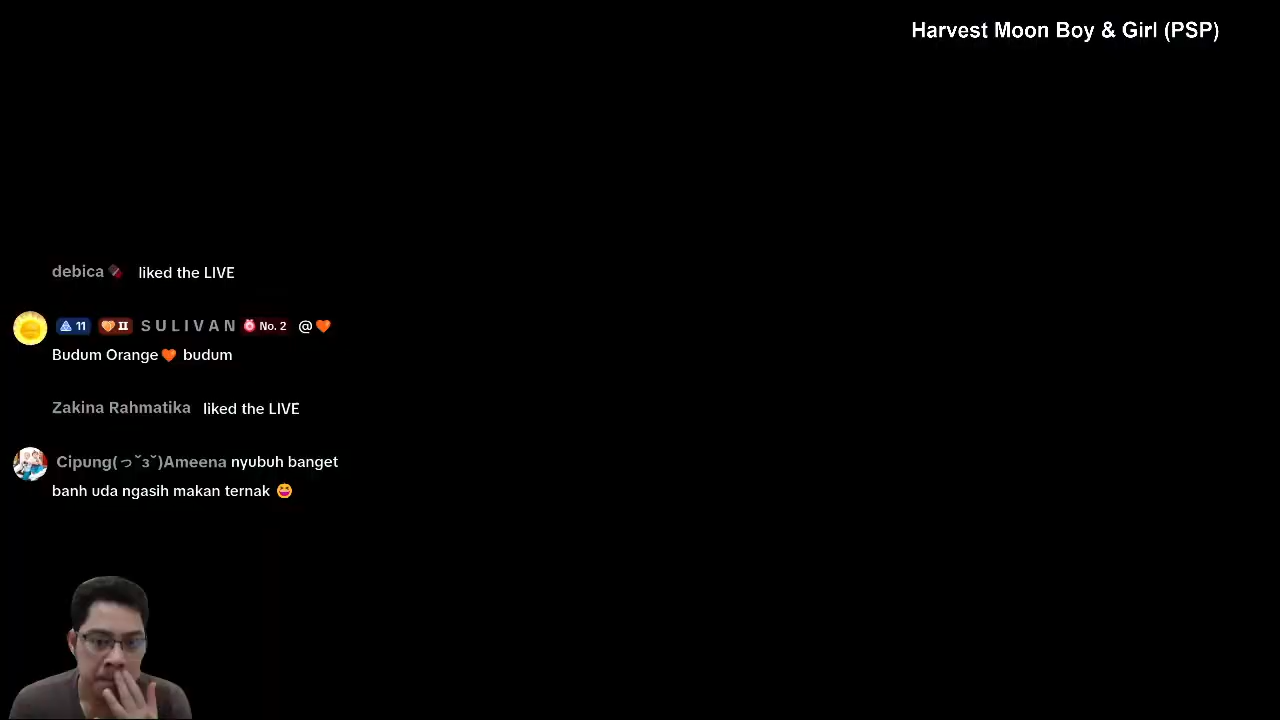 Harvest Moon Boy & Girl (PSP)
debica🍫 liked the LIVE
11 II S U L I V A N No. 2 @🧡
Budum Orange🧡 budum
Zakina Rahmatika liked the LIVE
Cipung(っ˘з˘)Ameena nyubuh banget
banh uda ngasih makan ternak 😆